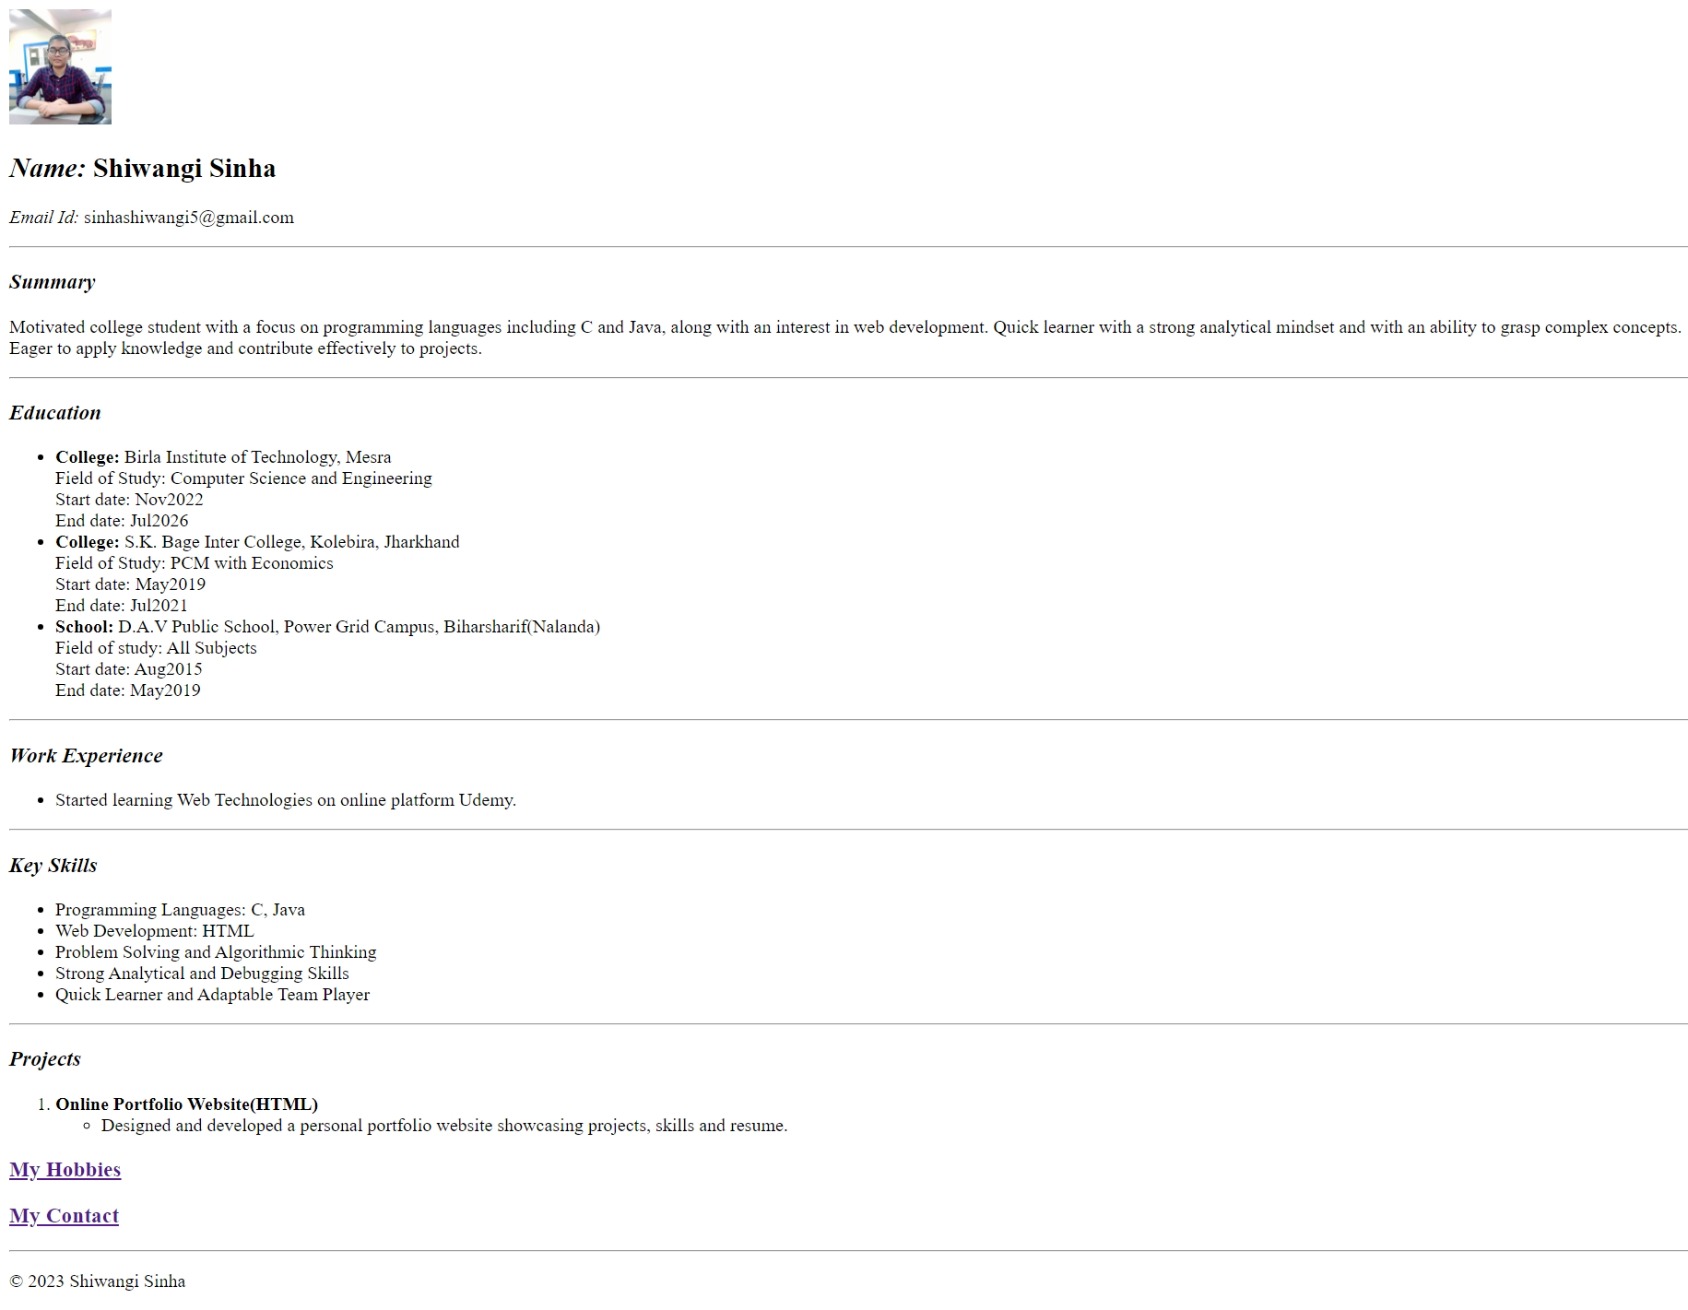 Name: Shiwangi Sinha
Email Id: sinhashiwangi5@gmail.com
Summary
Motivated college student with a focus on programming languages including C and Java, along with an interest in web development. Quick learner with a strong analytical mindset and with an ability to grasp complex concepts.
Eager to apply knowledge and contribute effectively to projects.
Education
• College: Birla Institute of Technology, Mesra
Field of Study: Computer Science and Engineering
Start date: Nov2022
End date: Jul2026
• College: S.K. Bage Inter College, Kolebira, Jharkhand
Field of Study: PCM with Economics
Start date: May2019
End date: Jul2021
• School: D.A.V Public School, Power Grid Campus, Biharsharif(Nalanda)
Field of study: All Subjects
Start date: Aug2015
End date: May2019
Work Experience
• Started learning Web Technologies on online platform Udemy.
Key Skills
• Programming Languages: C, Java
• Web Development: HTML
• Problem Solving and Algorithmic Thinking
• Strong Analytical and Debugging Skills
• Quick Learner and Adaptable Team Player
Projects
1. Online Portfolio Website(HTML)
◦ Designed and developed a personal portfolio website showcasing projects, skills and resume.
My Hobbies
My Contact
© 2023 Shiwangi Sinha